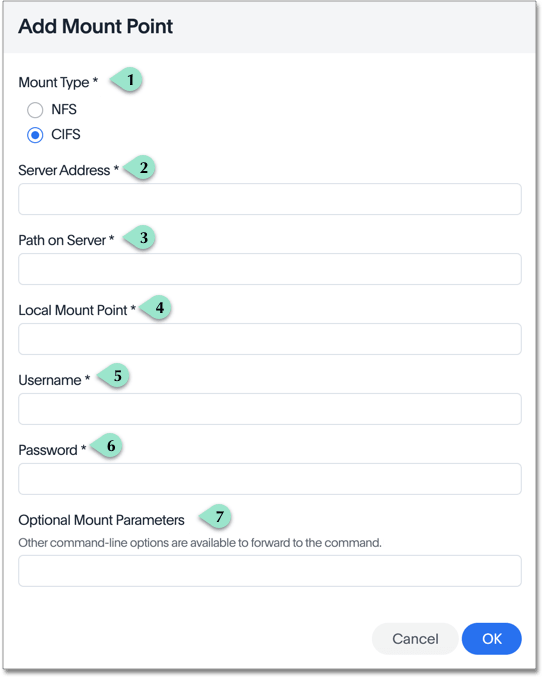 Add Mount Point
Mount Type * 1
NFS
CIFS
Server Address * 2
Path on Server * 3
Local Mount Point * 4
Username * 5
Password * 6
Optional Mount Parameters 7
Other command-line options are available to forward to the command.
Cancel OK